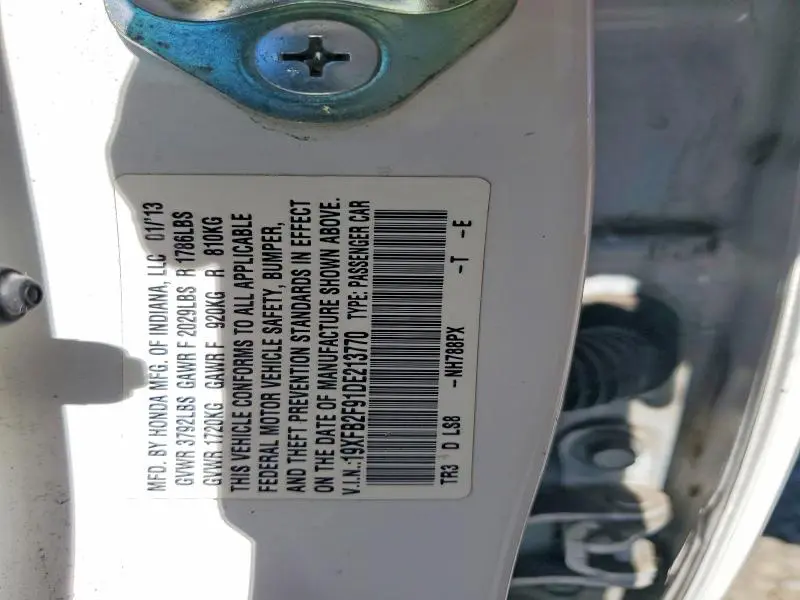 MFD. BY HONDA MFG. OF INDIANA, LLC 01/'13
GVWR 3792LBS GAWR F 2029LBS R 1786LBS
GVWR 1720KG GAWR F 920KG R 810KG
THIS VEHICLE CONFORMS TO ALL APPLICABLE
FEDERAL MOTOR VEHICLE SAFETY, BUMPER,
AND THEFT PREVENTION STANDARDS IN EFFECT
ON THE DATE OF MANUFACTURE SHOWN ABOVE.
V.I.N.:19XFB2F91DE213770 TYPE: PASSENGER CAR
TR3 D LS8 -NH788PX -T -E